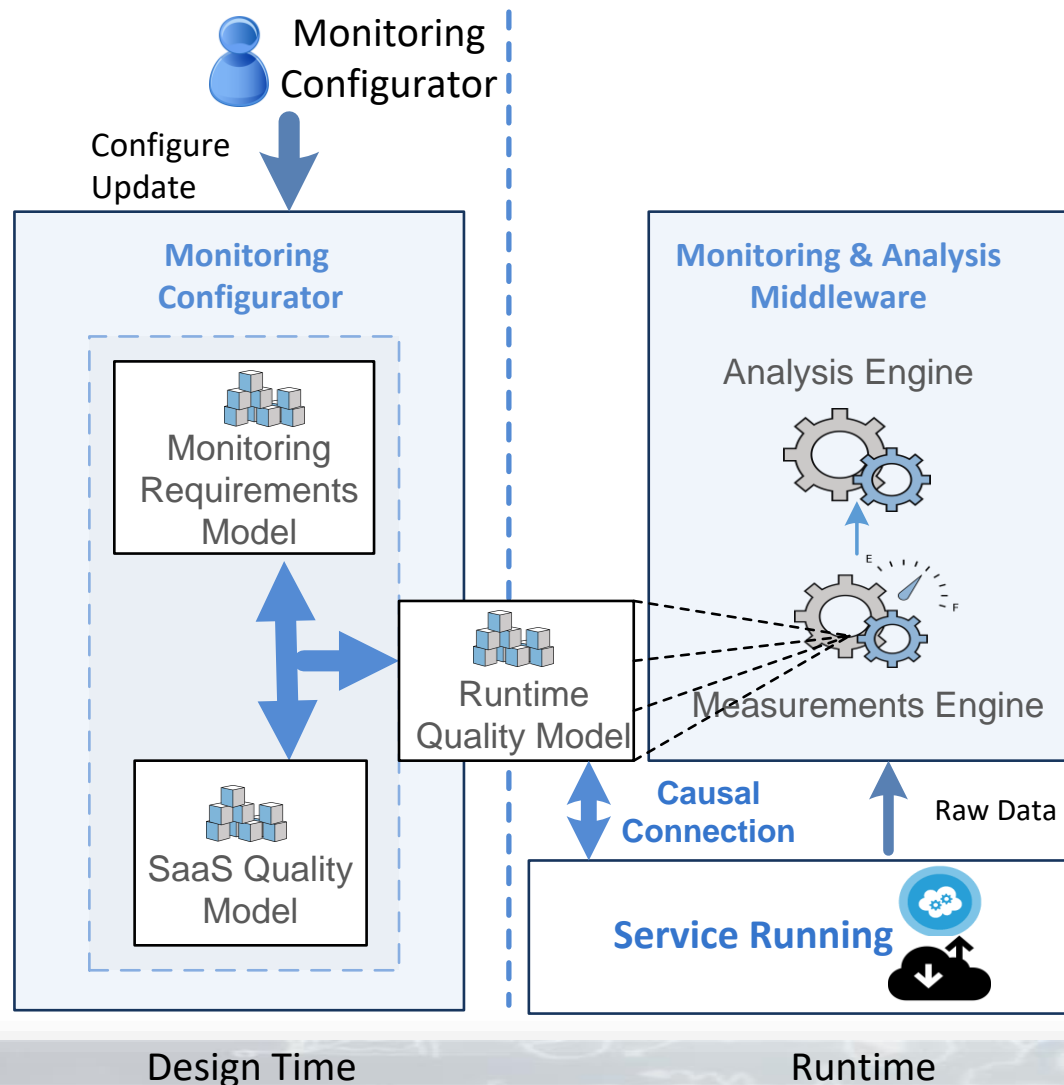 Monitoring
Configurator
Configure
Update
Monitoring
Configurator
Monitoring
Requirements
Model
SaaS Quality
Model
Runtime
Quality Model
Monitoring & Analysis
Middleware
Analysis Engine
E
F
Measurements Engine
Causal
Connection
Raw Data
Service Running
Design Time
Runtime